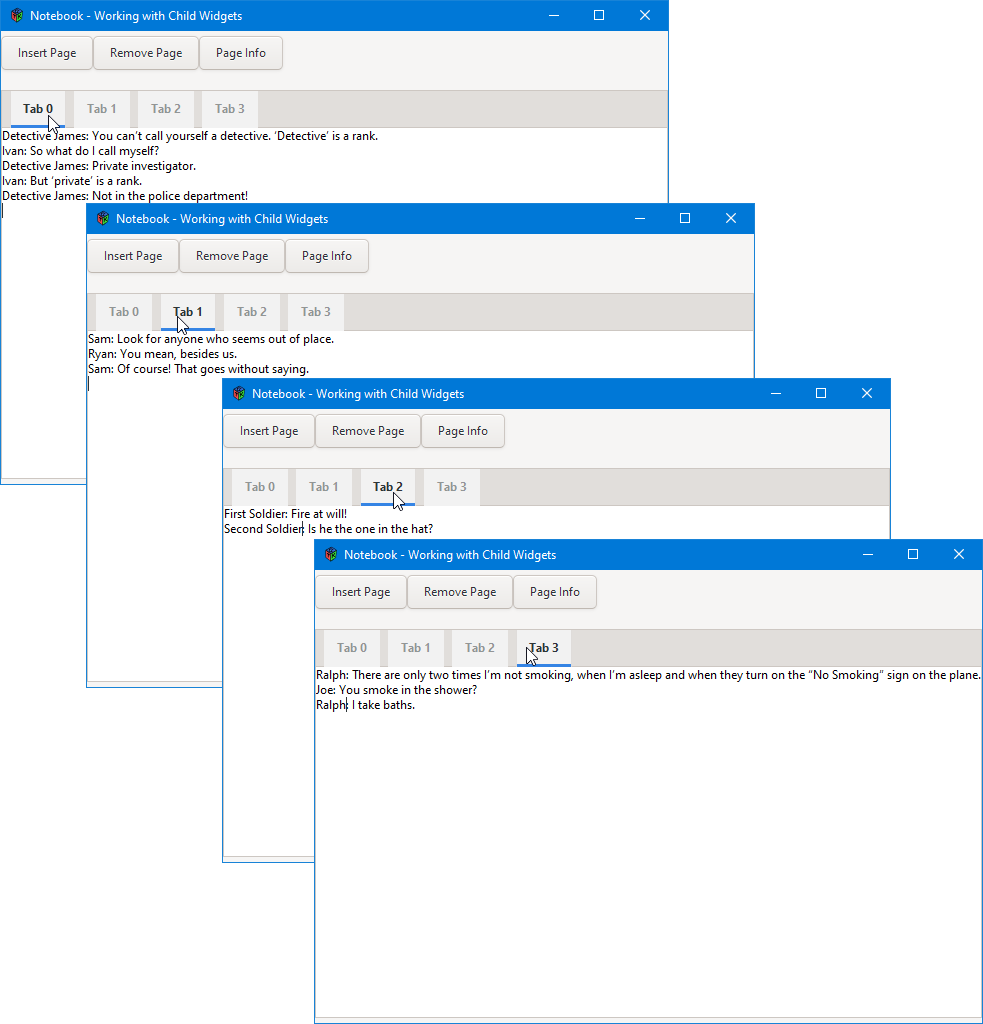 Notebook - Working with Child Widgets
Insert Page Remove Page Page Info
Tab 0 Tab 1 Tab 2 Tab 3
Detective James: You can’t call yourself a detective. ‘Detective’ is a rank.
Ivan: So what do I call myself?
Detective James: Private investigator.
Ivan: But ‘private’ is a rank.
Detective James: Not in the police department!
Notebook - Working with Child Widgets
Insert Page Remove Page Page Info
Tab 0 Tab 1 Tab 2 Tab 3
Sam: Look for anyone who seems out of place.
Ryan: You mean, besides us.
Sam: Of course! That goes without saying.
Notebook - Working with Child Widgets
Insert Page Remove Page Page Info
Tab 0 Tab 1 Tab 2 Tab 3
First Soldier: Fire at will!
Second Soldier: Is he the one in the hat?
Notebook - Working with Child Widgets
Insert Page Remove Page Page Info
Tab 0 Tab 1 Tab 2 Tab 3
Ralph: There are only two times I’m not smoking, when I’m asleep and when they turn on the “No Smoking” sign on the plane.
Joe: You smoke in the shower?
Ralph: I take baths.